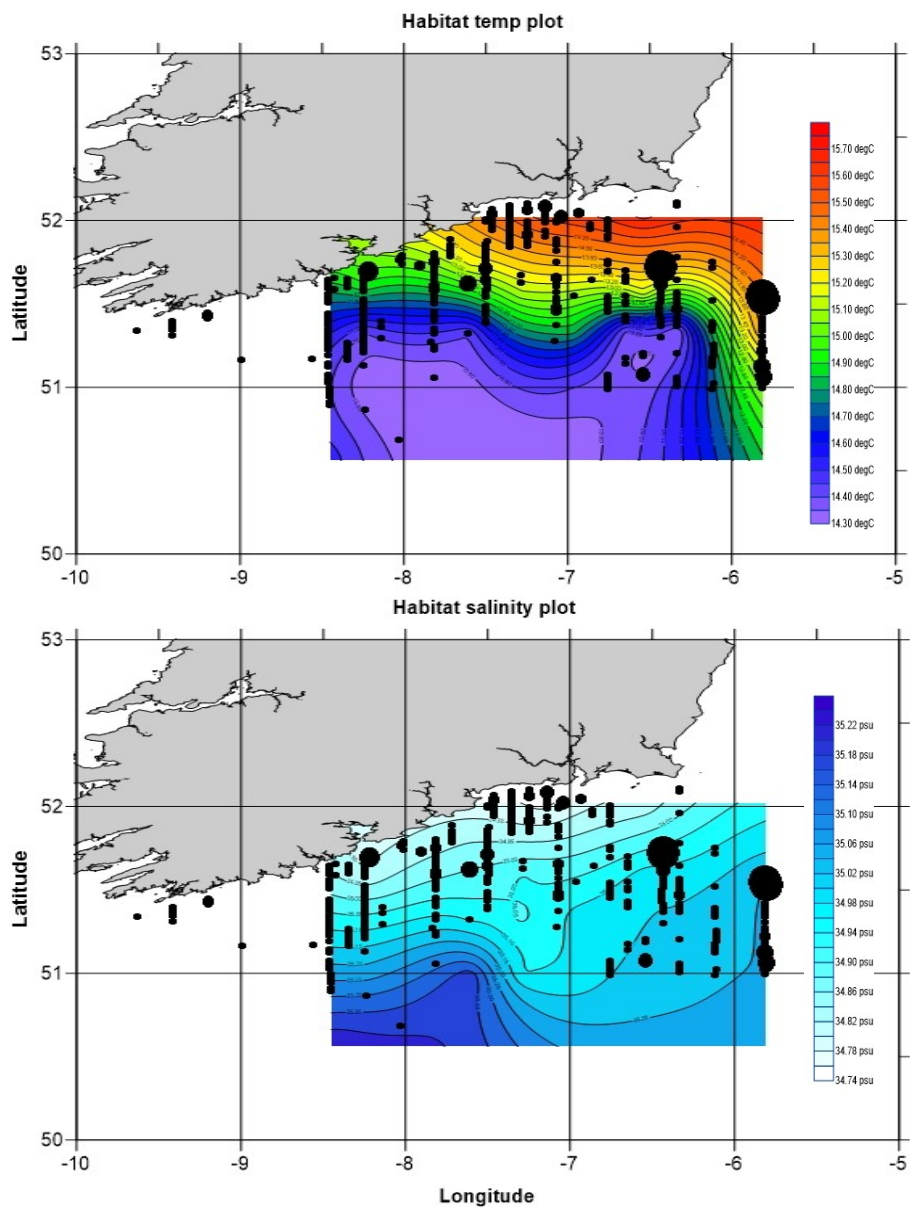 Habitat temp plot
53
52
51
50
Latitude
-10
-9
-8
-7
-6
-5
15.70 degC
15.60 degC
15.50 degC
15.40 degC
15.30 degC
15.20 degC
15.10 degC
15.00 degC
14.90 degC
14.80 degC
14.70 degC
14.60 degC
14.50 degC
14.40 degC
14.30 degC
Habitat salinity plot
53
52
51
50
Latitude
-10
-9
-8
-7
-6
-5
Longitude
35.22 psu
35.18 psu
35.14 psu
35.10 psu
35.06 psu
35.02 psu
34.98 psu
34.94 psu
34.90 psu
34.86 psu
34.82 psu
34.78 psu
34.74 psu